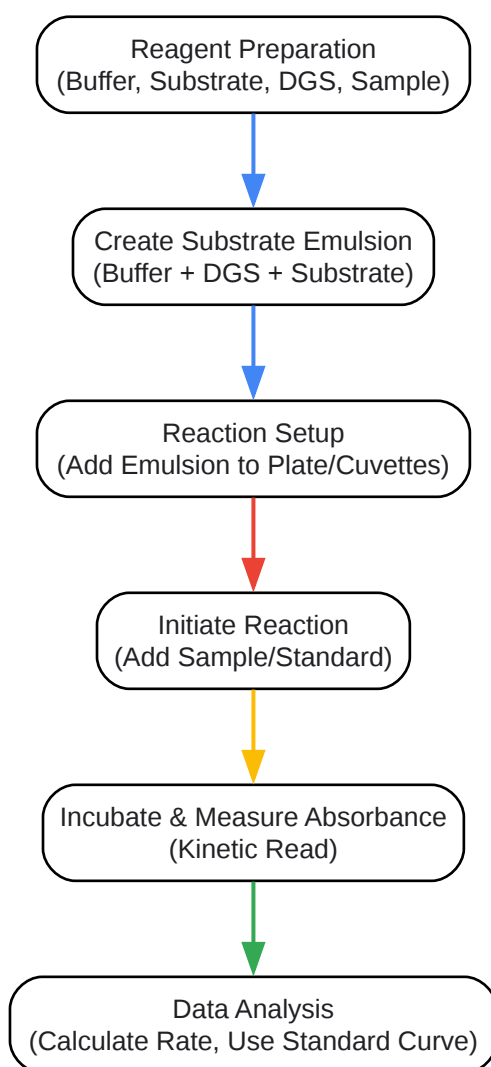 Reagent Preparation
(Buffer, Substrate, DGS, Sample)
Create Substrate Emulsion
(Buffer + DGS + Substrate)
Reaction Setup
(Add Emulsion to Plate/Cuvettes)
Initiate Reaction
(Add Sample/Standard)
Incubate & Measure Absorbance
(Kinetic Read)
Data Analysis
(Calculate Rate, Use Standard Curve)